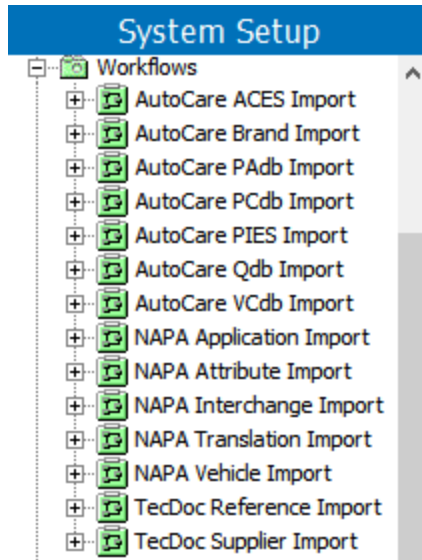 System Setup
Workflows
AutoCare ACES Import
AutoCare Brand Import
AutoCare PAdb Import
AutoCare PCdb Import
AutoCare PIES Import
AutoCare Qdb Import
AutoCare VCdb Import
NAPA Application Import
NAPA Attribute Import
NAPA Interchange Import
NAPA Translation Import
NAPA Vehicle Import
TecDoc Reference Import
TecDoc Supplier Import